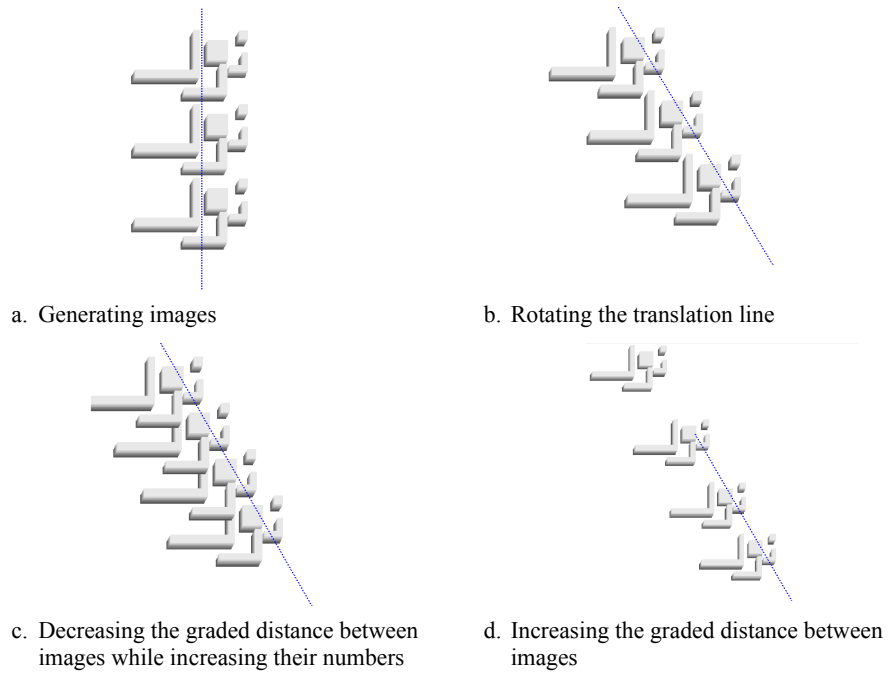 a. Generating images
b. Rotating the translation line
c. Decreasing the graded distance between
images while increasing their numbers
d. Increasing the graded distance between
images